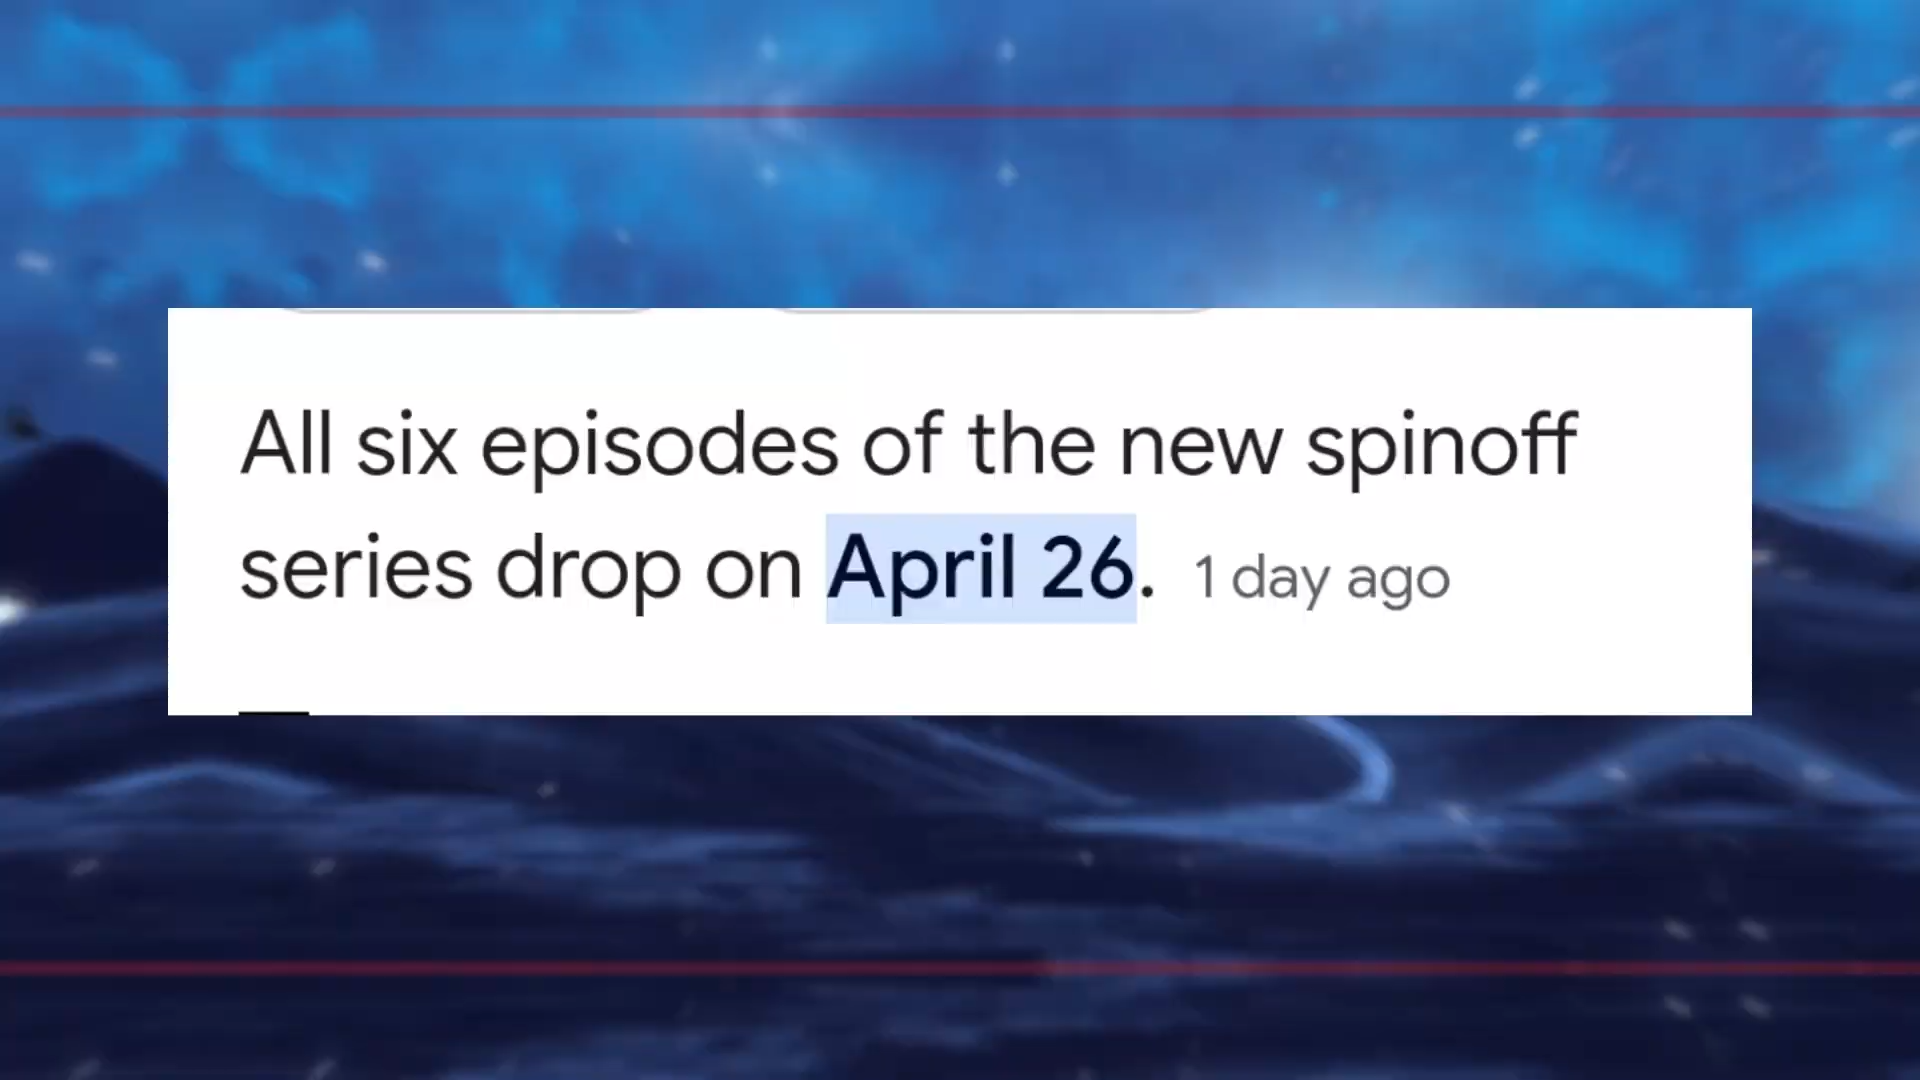 All six episodes of the new spinoff
series drop on April 26. 1 day ago